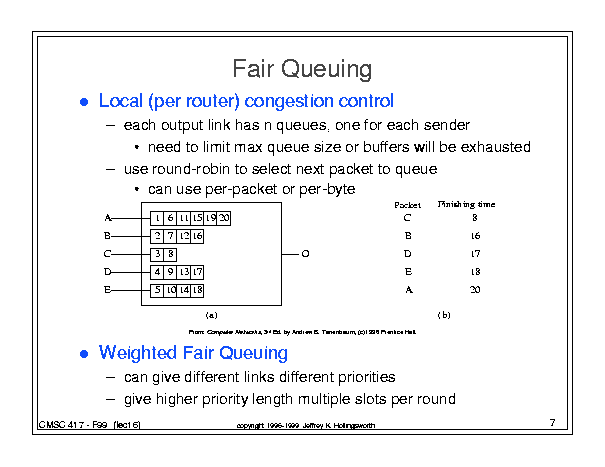 Fair Queuing
● Local (per router) congestion control
– each output link has n queues, one for each sender
• need to limit max queue size or buffers will be exhausted
– use round-robin to select next packet to queue
• can use per-packet or per-byte
Packet Finishing time
A 1 6 11 15 19 20 C 8
B 2 7 12 16 B 16
C 3 8 O D 17
D 4 9 13 17 E 18
E 5 10 14 18 A 20
(a) (b)
From: Computer Networks, 3rd Ed. by Andrew S. Tanenbaum, (c)1996 Prentice Hall.
● Weighted Fair Queuing
– can give different links different priorities
– give higher priority length multiple slots per round
CMSC 417 - F99 (lect6) copyright 1996-1999 Jeffrey K. Hollingsworth 7